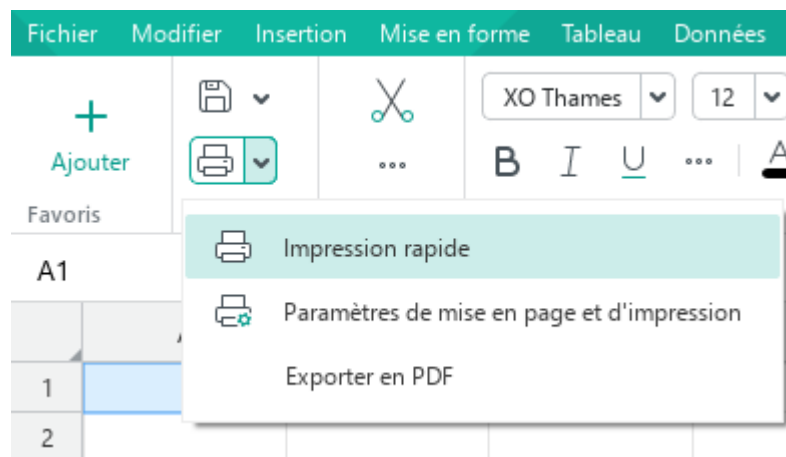 Fichier Modifier Insertion Mise en forme Tableau Données
XO Thames 12
Ajouter
B I U A
Favoris
A1
Impression rapide
Paramètres de mise en page et d'impression
1
Exporter en PDF
2